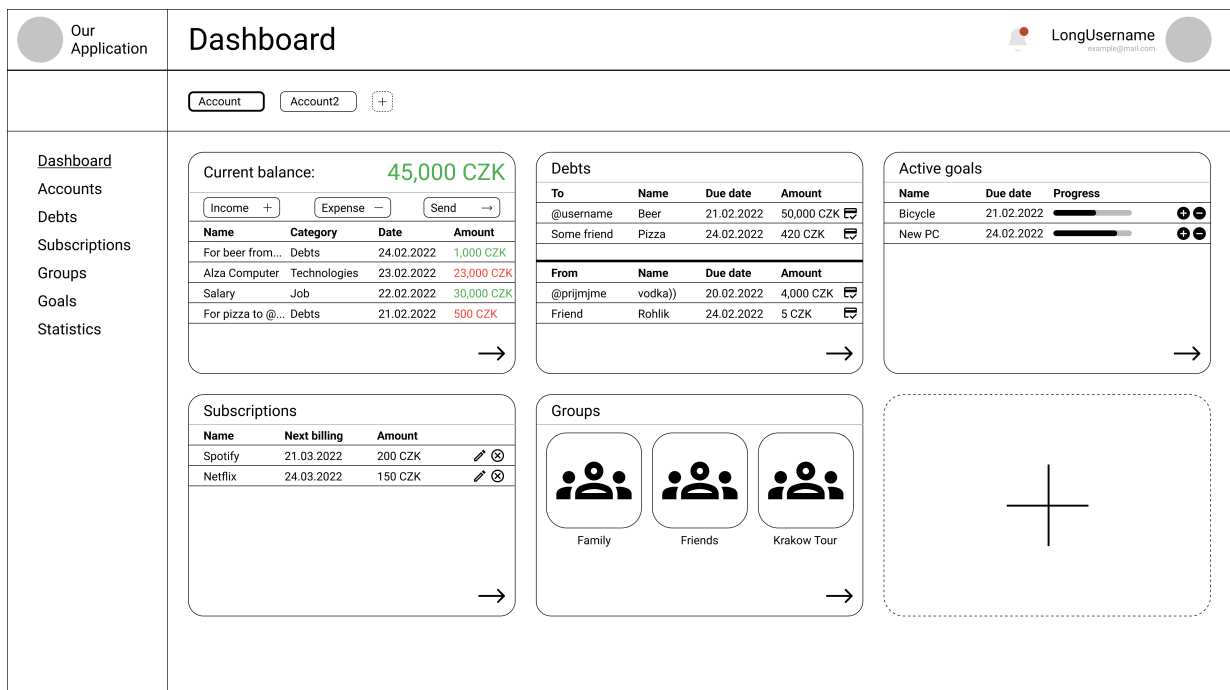 Our
Application
Dashboard
LongUsername
example@mail.com
Account
Account2
Dashboard
Accounts
Debts
Subscriptions
Groups
Goals
Statistics
Current balance: 45,000 CZK
Income + Expense − Send →
Name Category Date Amount
For beer from... Debts 24.02.2022 1,000 CZK
Alza Computer Technologies 23.02.2022 23,000 CZK
Salary Job 22.02.2022 30,000 CZK
For pizza to @... Debts 21.02.2022 500 CZK
Debts
To Name Due date Amount
@username Beer 21.02.2022 50,000 CZK
Some friend Pizza 24.02.2022 420 CZK
From Name Due date Amount
@prijmjme vodka)) 20.02.2022 4,000 CZK
Friend Rohlik 24.02.2022 5 CZK
Active goals
Name Due date Progress
Bicycle 21.02.2022
New PC 24.02.2022
Subscriptions
Name Next billing Amount
Spotify 21.03.2022 200 CZK
Netflix 24.03.2022 150 CZK
Groups
Family Friends Krakow Tour